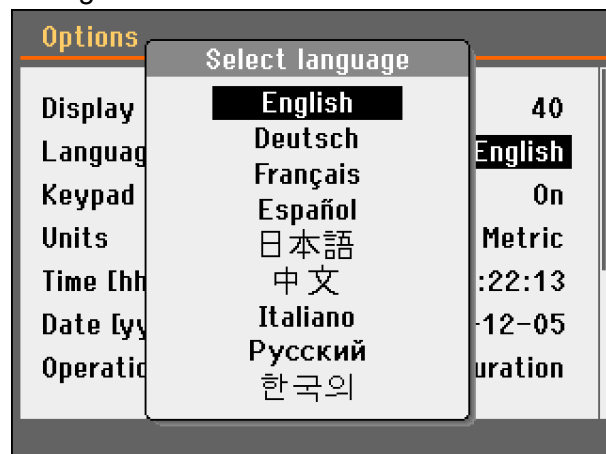 Options
Select language
English
Deutsch
Français
Español
日本語
中文
Italiano
Русский
한국의
Display 40
Languag English
Keypad On
Units Metric
Time [hh :22:13
Date [yy -12-05
Operatio uration